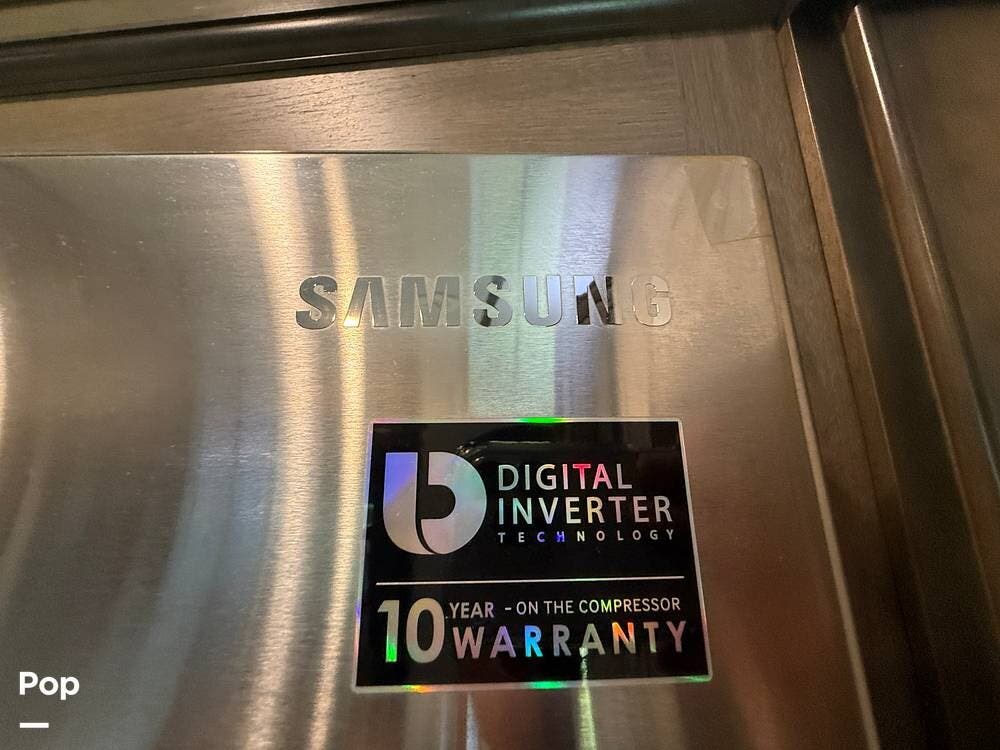 SAMSUNG
DIGITAL
INVERTER
TECHNOLOGY
10 YEAR - ON THE COMPRESSOR
WARRANTY
Pop